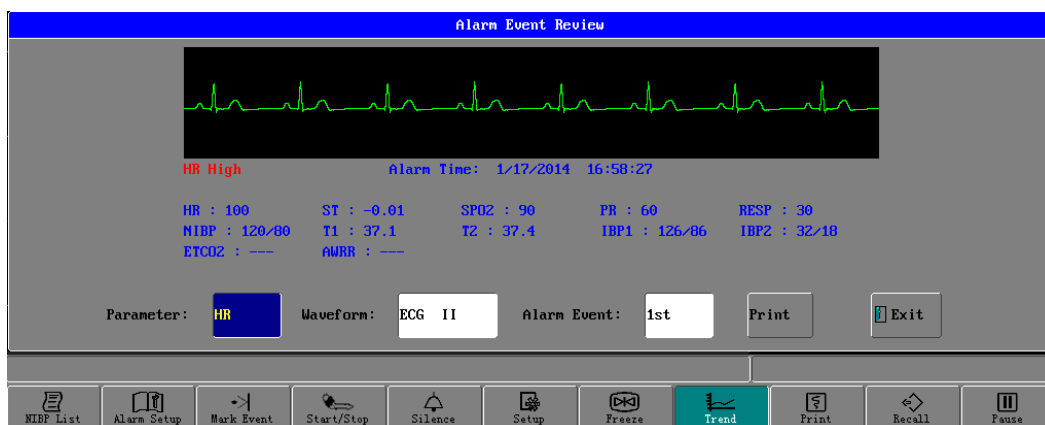 Alarm Event Review
HR High Alarm Time: 1/17/2014 16:58:27
HR : 100 ST : -0.01 SPO2 : 90 PR : 60 RESP : 30
NIBP : 120/80 T1 : 37.1 T2 : 37.4 IBP1 : 126/86 IBP2 : 32/18
ETCO2 : --- AWRR : ---
Parameter: HR Waveform: ECG II Alarm Event: 1st Print Exit
NIBP List Alarm Setup Mark Event Start/Stop Silence Setup Freeze Trend Print Recall Pause